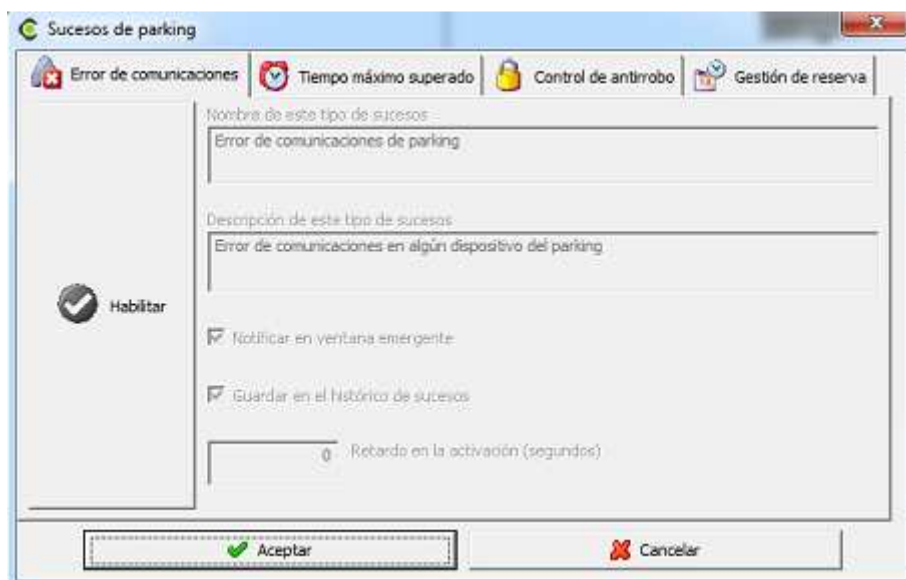 Sucesos de parking
Error de comunicaciones
Tiempo máximo superado
Control de antirrobo
Gestión de reserva
Nombre de este tipo de sucesos
Error de comunicaciones de parking
Descripción de este tipo de sucesos
Error de comunicaciones en algún dispositivo del parking
Habilitar
Notificar en ventana emergente
Guardar en el histórico de sucesos
0 Retardo en la activación (segundos)
Aceptar
Cancelar